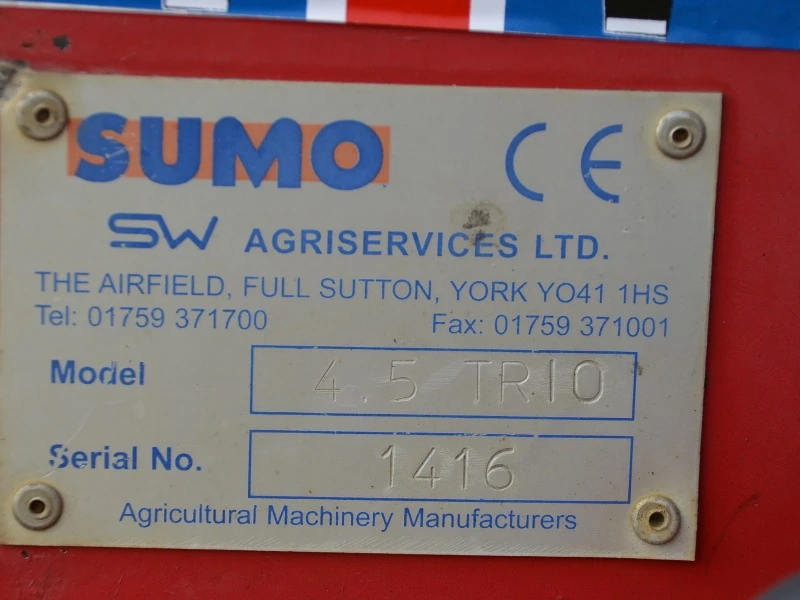 SUMO CE
SW AGRISERVICES LTD.
THE AIRFIELD, FULL SUTTON, YORK YO41 1HS
Tel: 01759 371700 Fax: 01759 371001
Model 4.5 TRIO
Serial No. 1416
Agricultural Machinery Manufacturers